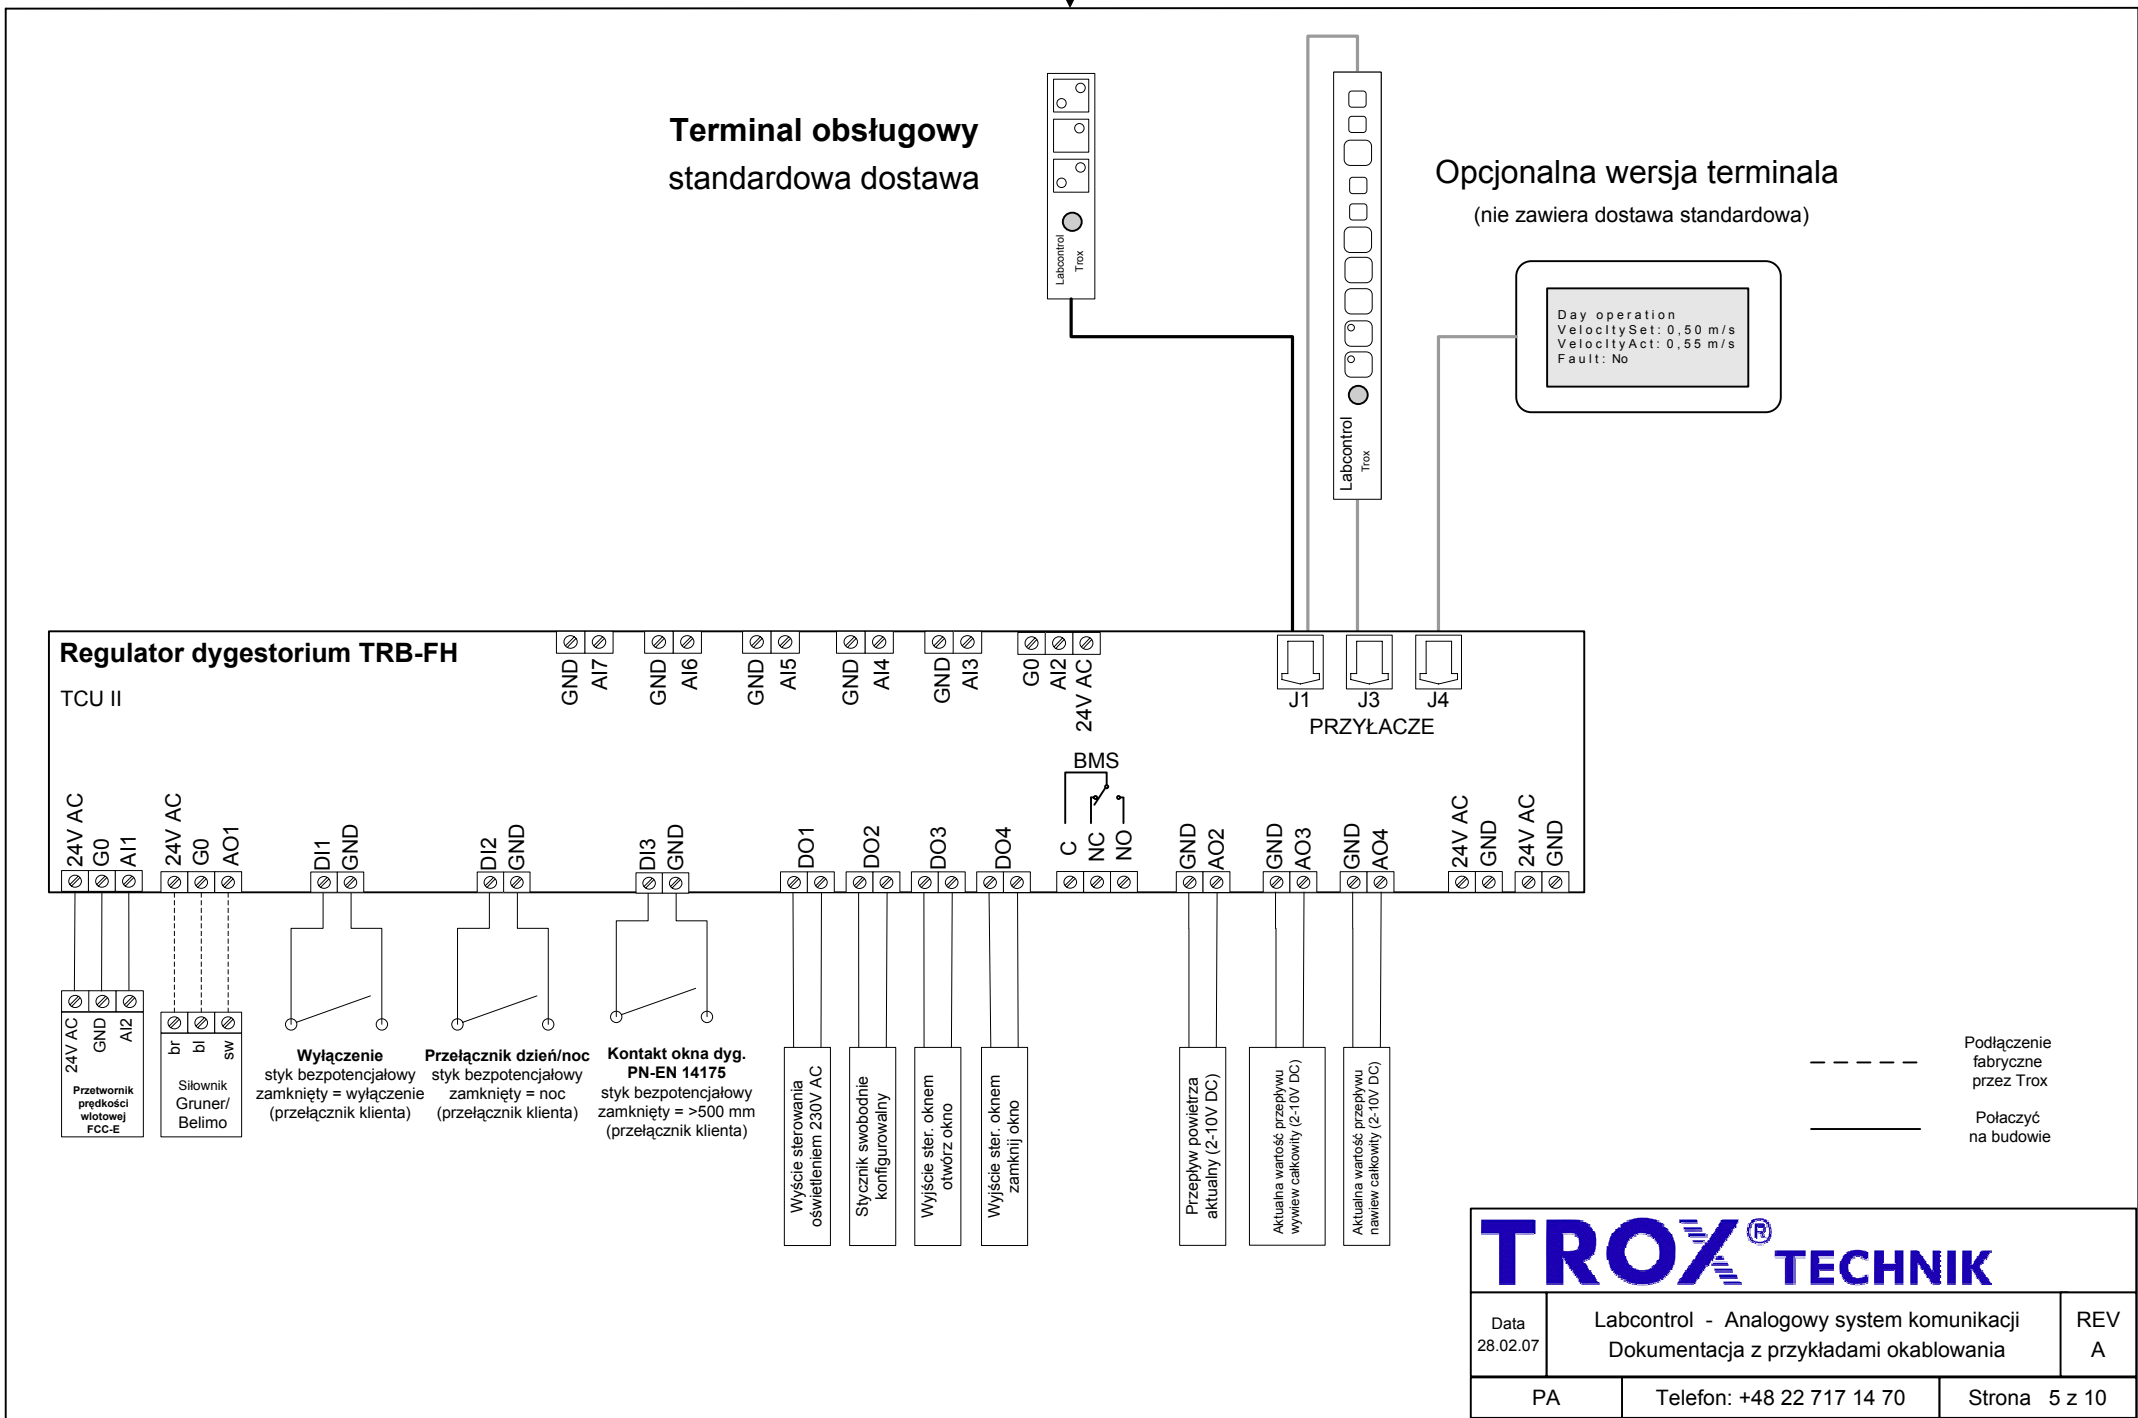 Terminal obsługowy
standardowa dostawa
Labcontrol
Trox
Labcontrol
Trox
Opcjonalna wersja terminala
(nie zawiera dostawa standardowa)
Day operation
VelocItySet: 0,50 m/s
VelocItyAct: 0,55 m/s
Fault: No
Regulator dygestorium TRB-FH
TCU II
GND
AI7
GND
AI6
GND
AI5
GND
AI4
GND
AI3
G0
AI2
24V AC
J1
J3
J4
PRZYŁACZE
BMS
C
NC
NO
24V AC
G0
AI1
24V AC
G0
AO1
DI1
GND
DI2
GND
DI3
GND
DO1
DO2
DO3
DO4
GND
AO2
GND
AO3
GND
AO4
24V AC
GND
24V AC
GND
24V AC
GND
AI2
Przetwornik
prędkości
wlotowej
FCC-E
br
bl
sw
Siłownik
Gruner/
Belimo
Wyłączenie
styk bezpotencjałowy
zamknięty = wyłączenie
(przełącznik klienta)
Przełącznik dzień/noc
styk bezpotencjałowy
zamknięty = noc
(przełącznik klienta)
Kontakt okna dyg.
PN-EN 14175
styk bezpotencjałowy
zamknięty = >500 mm
(przełącznik klienta)
Wyście sterowania
oświetleniem 230V AC
Stycznik swobodnie
konfigurowalny
Wyjście ster. oknem
otwórz okno
Wyjście ster. oknem
zamknij okno
Przepływ powietrza
aktualny (2-10V DC)
Aktualna wartość przepływu
wywiew całkowity (2-10V DC)
Aktualna wartość przepływu
nawiew całkowity (2-10V DC)
Podłączenie
fabryczne
przez Trox
Połaczyć
na budowie
TROX® TECHNIK
Data
28.02.07
Labcontrol - Analogowy system komunikacji
Dokumentacja z przykładami okablowania
REV
A
PA
Telefon: +48 22 717 14 70
Strona 5 z 10